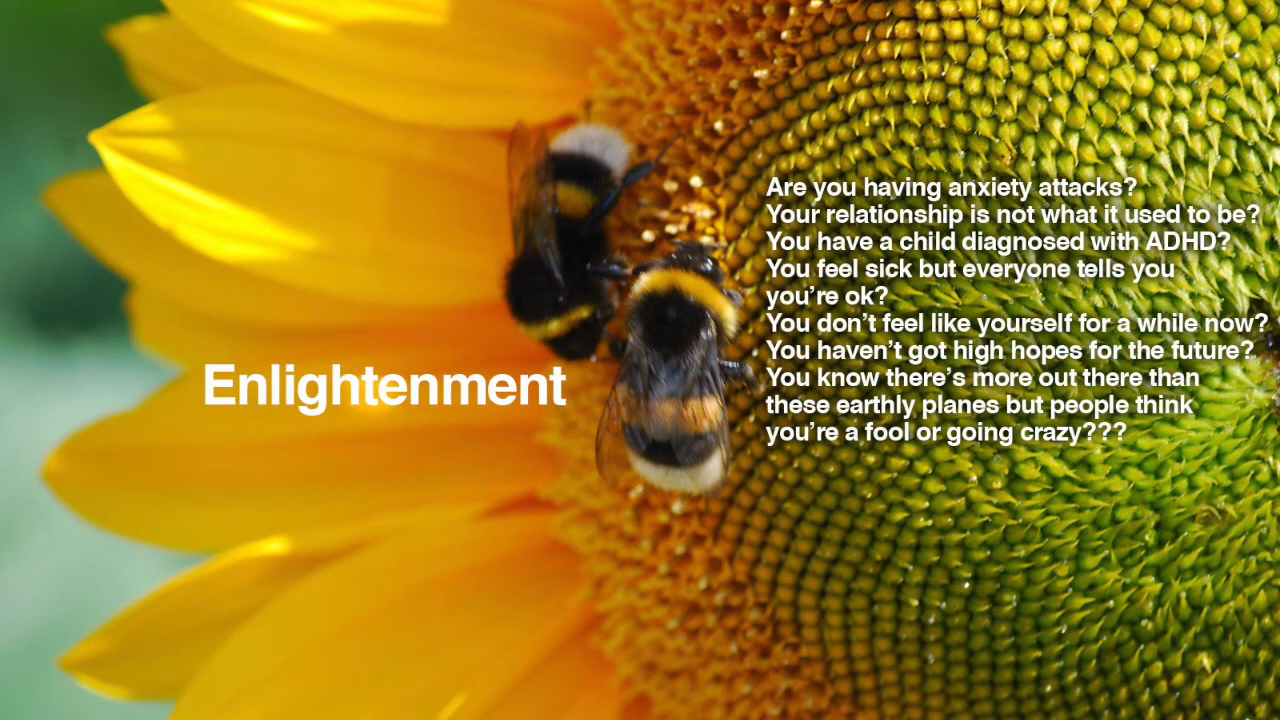 Enlightenment
Are you having anxiety attacks?
Your relationship is not what it used to be?
You have a child diagnosed with ADHD?
You feel sick but everyone tells you
you're ok?
You don't feel like yourself for a while now?
You haven't got high hopes for the future?
You know there's more out there than
these earthly planes but people think
you're a fool or going crazy???